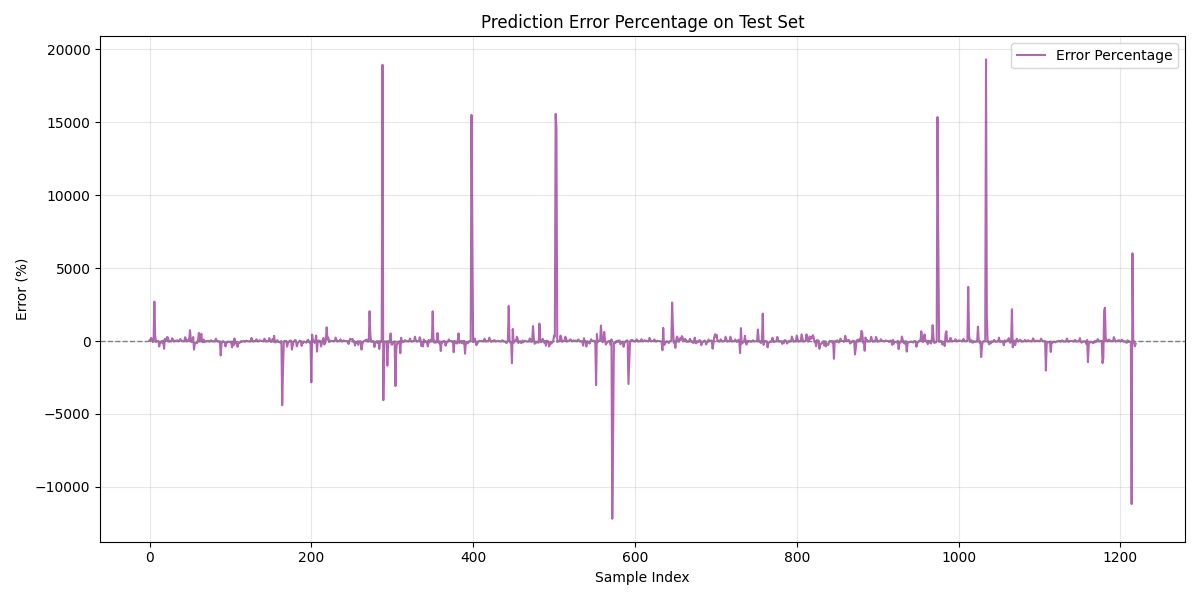 Prediction Error Percentage on Test Set
Error Percentage
20000
15000
10000
5000
0
−5000
−10000
Error (%)
0 200 400 600 800 1000 1200
Sample Index